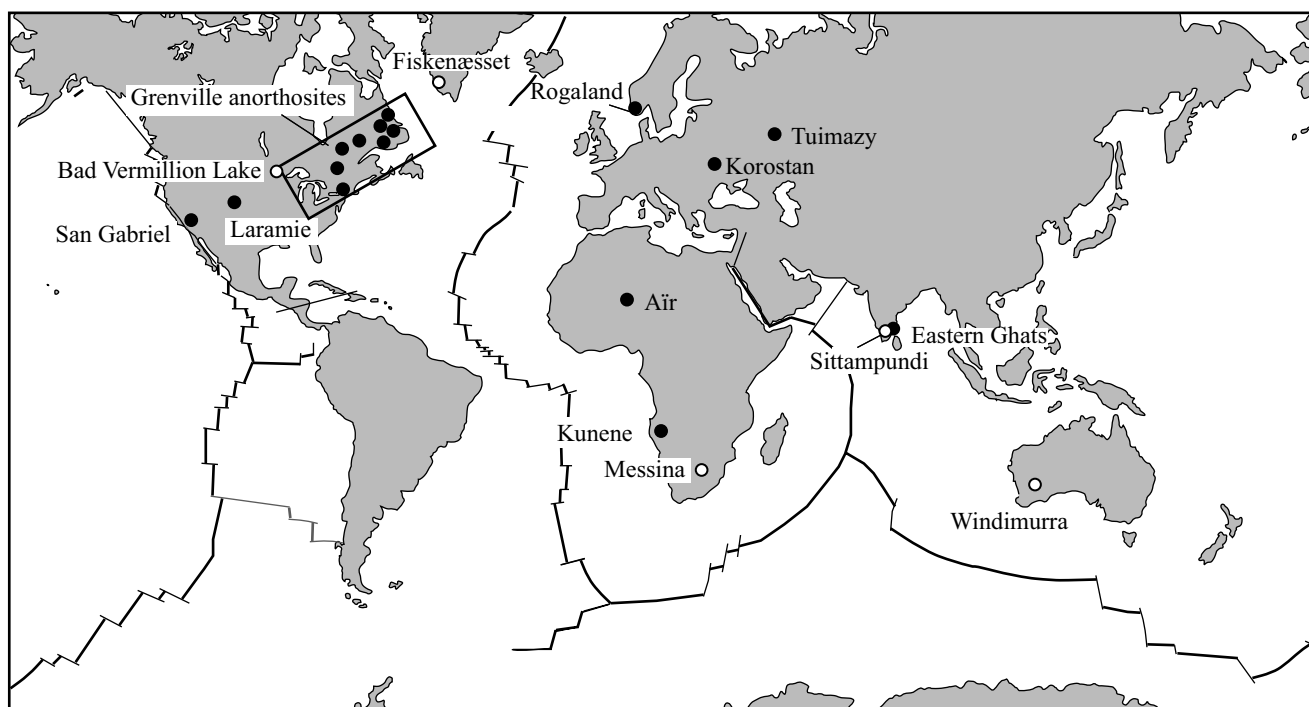 Fiskenæsset
Grenville anorthosites
Rogaland
Tuimazy
Bad Vermillion Lake
Korostan
San Gabriel
Laramie
Aïr
Eastern Ghats
Sittampundi
Kunene
Messina
Windimurra